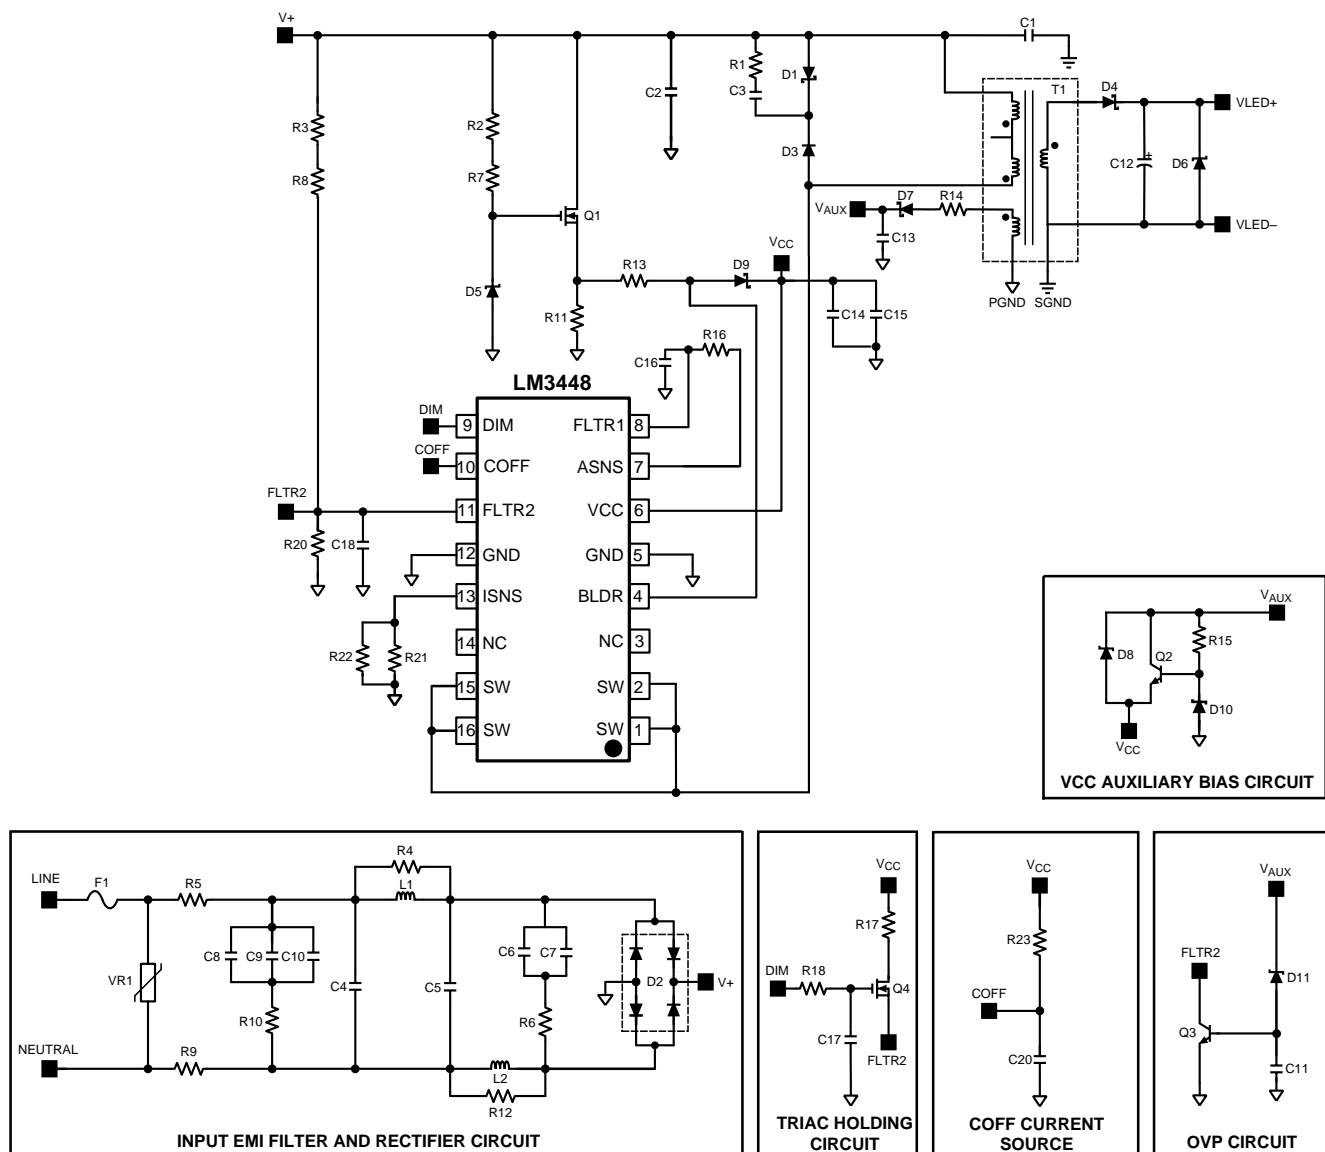 V+
C1
R1
D1
C2
C3
T1
D4
VLED+
R3
R2
D3
C12
D6
R8
R7
D7
R14
VAUX
Q1
C13
VLED–
VCC
R13
D9
D5
PGND
SGND
R11
C14
C15
R16
C16
LM3448
DIM
9
DIM
FLTR1
8
COFF
10
COFF
ASNS
7
FLTR2
11
FLTR2
VCC
6
R20
C18
12
GND
GND
5
13
ISNS
BLDR
4
R22
R21
14
NC
NC
3
15
SW
SW
2
16
SW
SW
1
VAUX
R15
D8
Q2
D10
VCC
VCC AUXILIARY BIAS CIRCUIT
LINE
F1
R5
R4
L1
C8
C9
C10
C6
C7
VR1
C4
C5
D2
V+
R10
R6
NEUTRAL
R9
L2
R12
INPUT EMI FILTER AND RECTIFIER CIRCUIT
VCC
R17
DIM
R18
Q4
C17
FLTR2
TRIAC HOLDING
CIRCUIT
VCC
R23
COFF
C20
COFF CURRENT
SOURCE
VAUX
FLTR2
D11
Q3
C11
OVP CIRCUIT